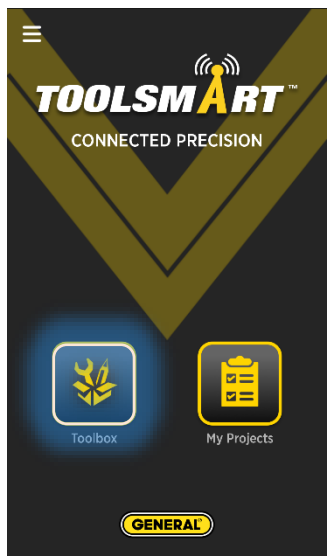 TOOLSMART™
CONNECTED PRECISION
Toolbox
My Projects
GENERAL®